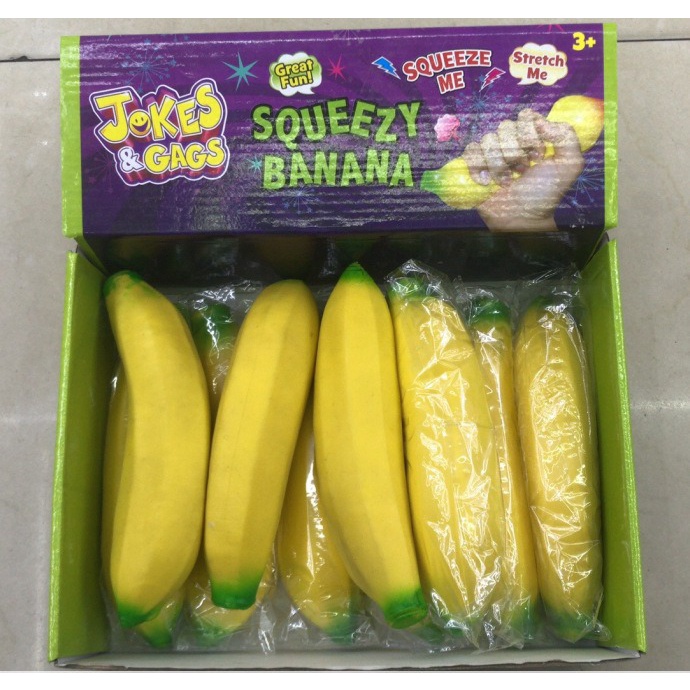 JOKES
& GAGS
Great
Fun!
SQUEEZY
BANANA
SQUEEZE
ME
Stretch
Me
3+